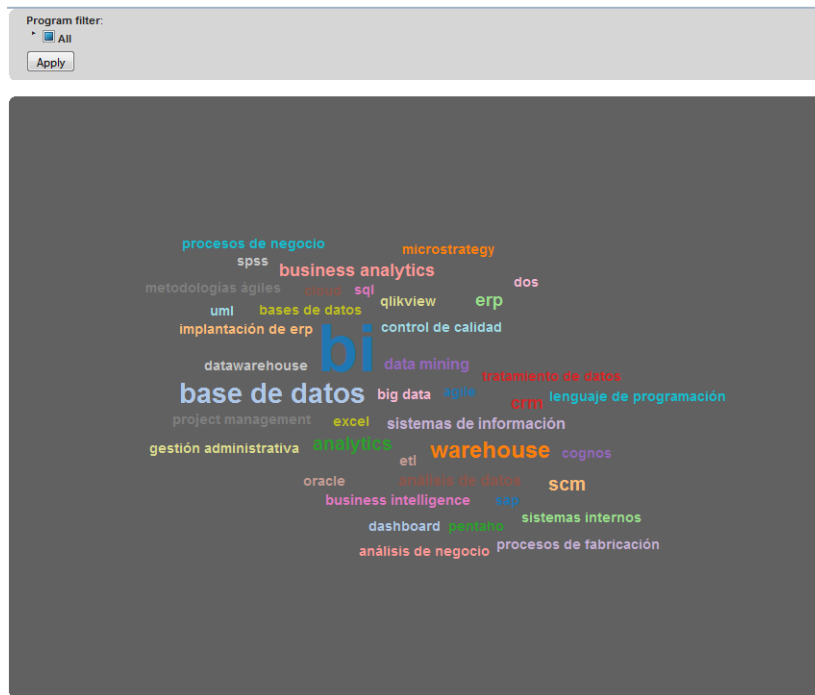 Program filter:
All
Apply
procesos de negocio
microstrategy
spss
business analytics
dos
metodologías ágiles
cloud
sql
qlikview
erp
uml
bases de datos
implantación de erp
bi
control de calidad
datawarehouse
data mining
tratamiento de datos
base de datos
big data
agile
crm
lenguaje de programación
project management
excel
sistemas de información
gestión administrativa
analytics
warehouse
etl
cognos
oracle
análisis de datos
scm
business intelligence
sap
sistemas internos
dashboard
pentaho
análisis de negocio
procesos de fabricación